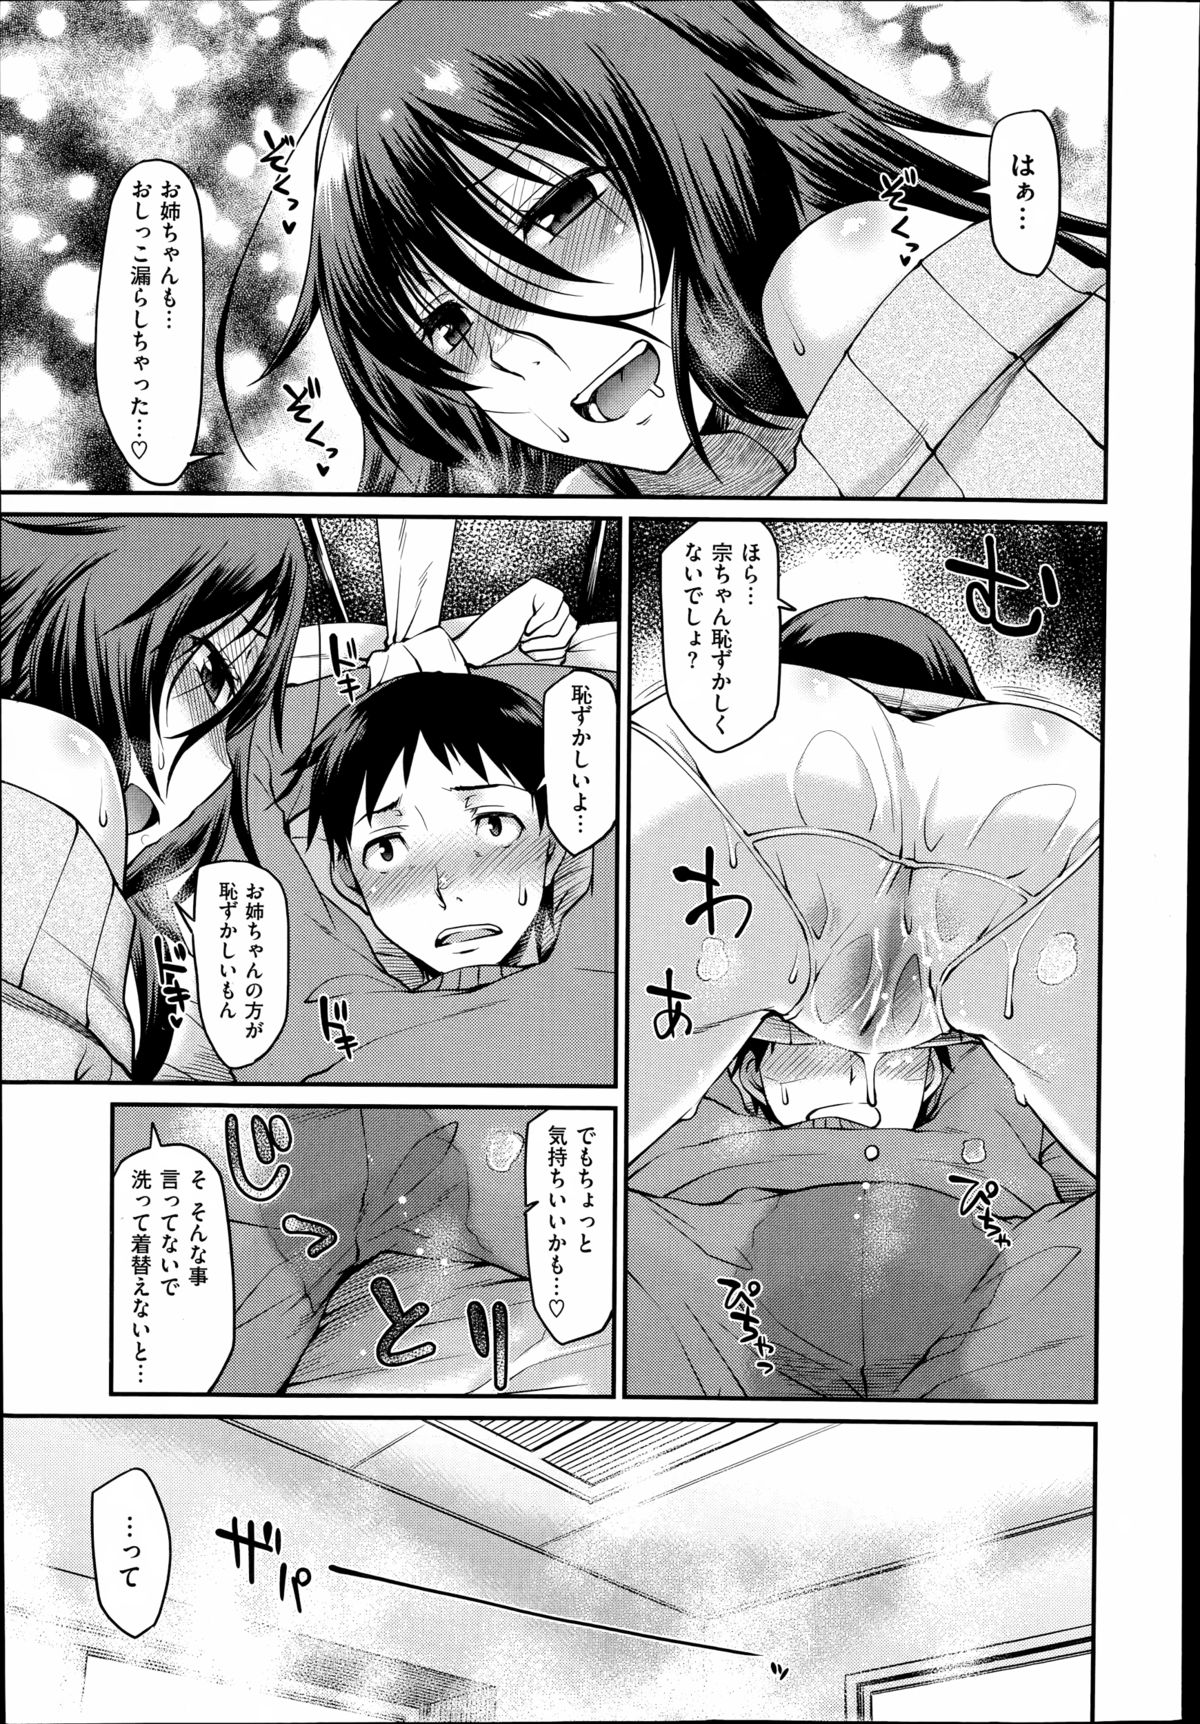 はぁ…
ぞくっ
ぞくぞくっ
ぞくぞくっ
お姉ちゃんも…
おしっこ漏らしちゃった…♡
ほら…
宗ちゃん恥ずかしく
ないでしょ?
む
わ
ぁ
ぴちゃ
ぴちゃっ
恥ずかしいよ…
ドキ
お姉ちゃんの方が
恥ずかしいもん
ドキ
ドキ
でもちょっと
気持ちいいかも…♡
じ
っ
と
り
そ そんな事
言ってないで
洗って着替えないと…
ザパーッ
…って